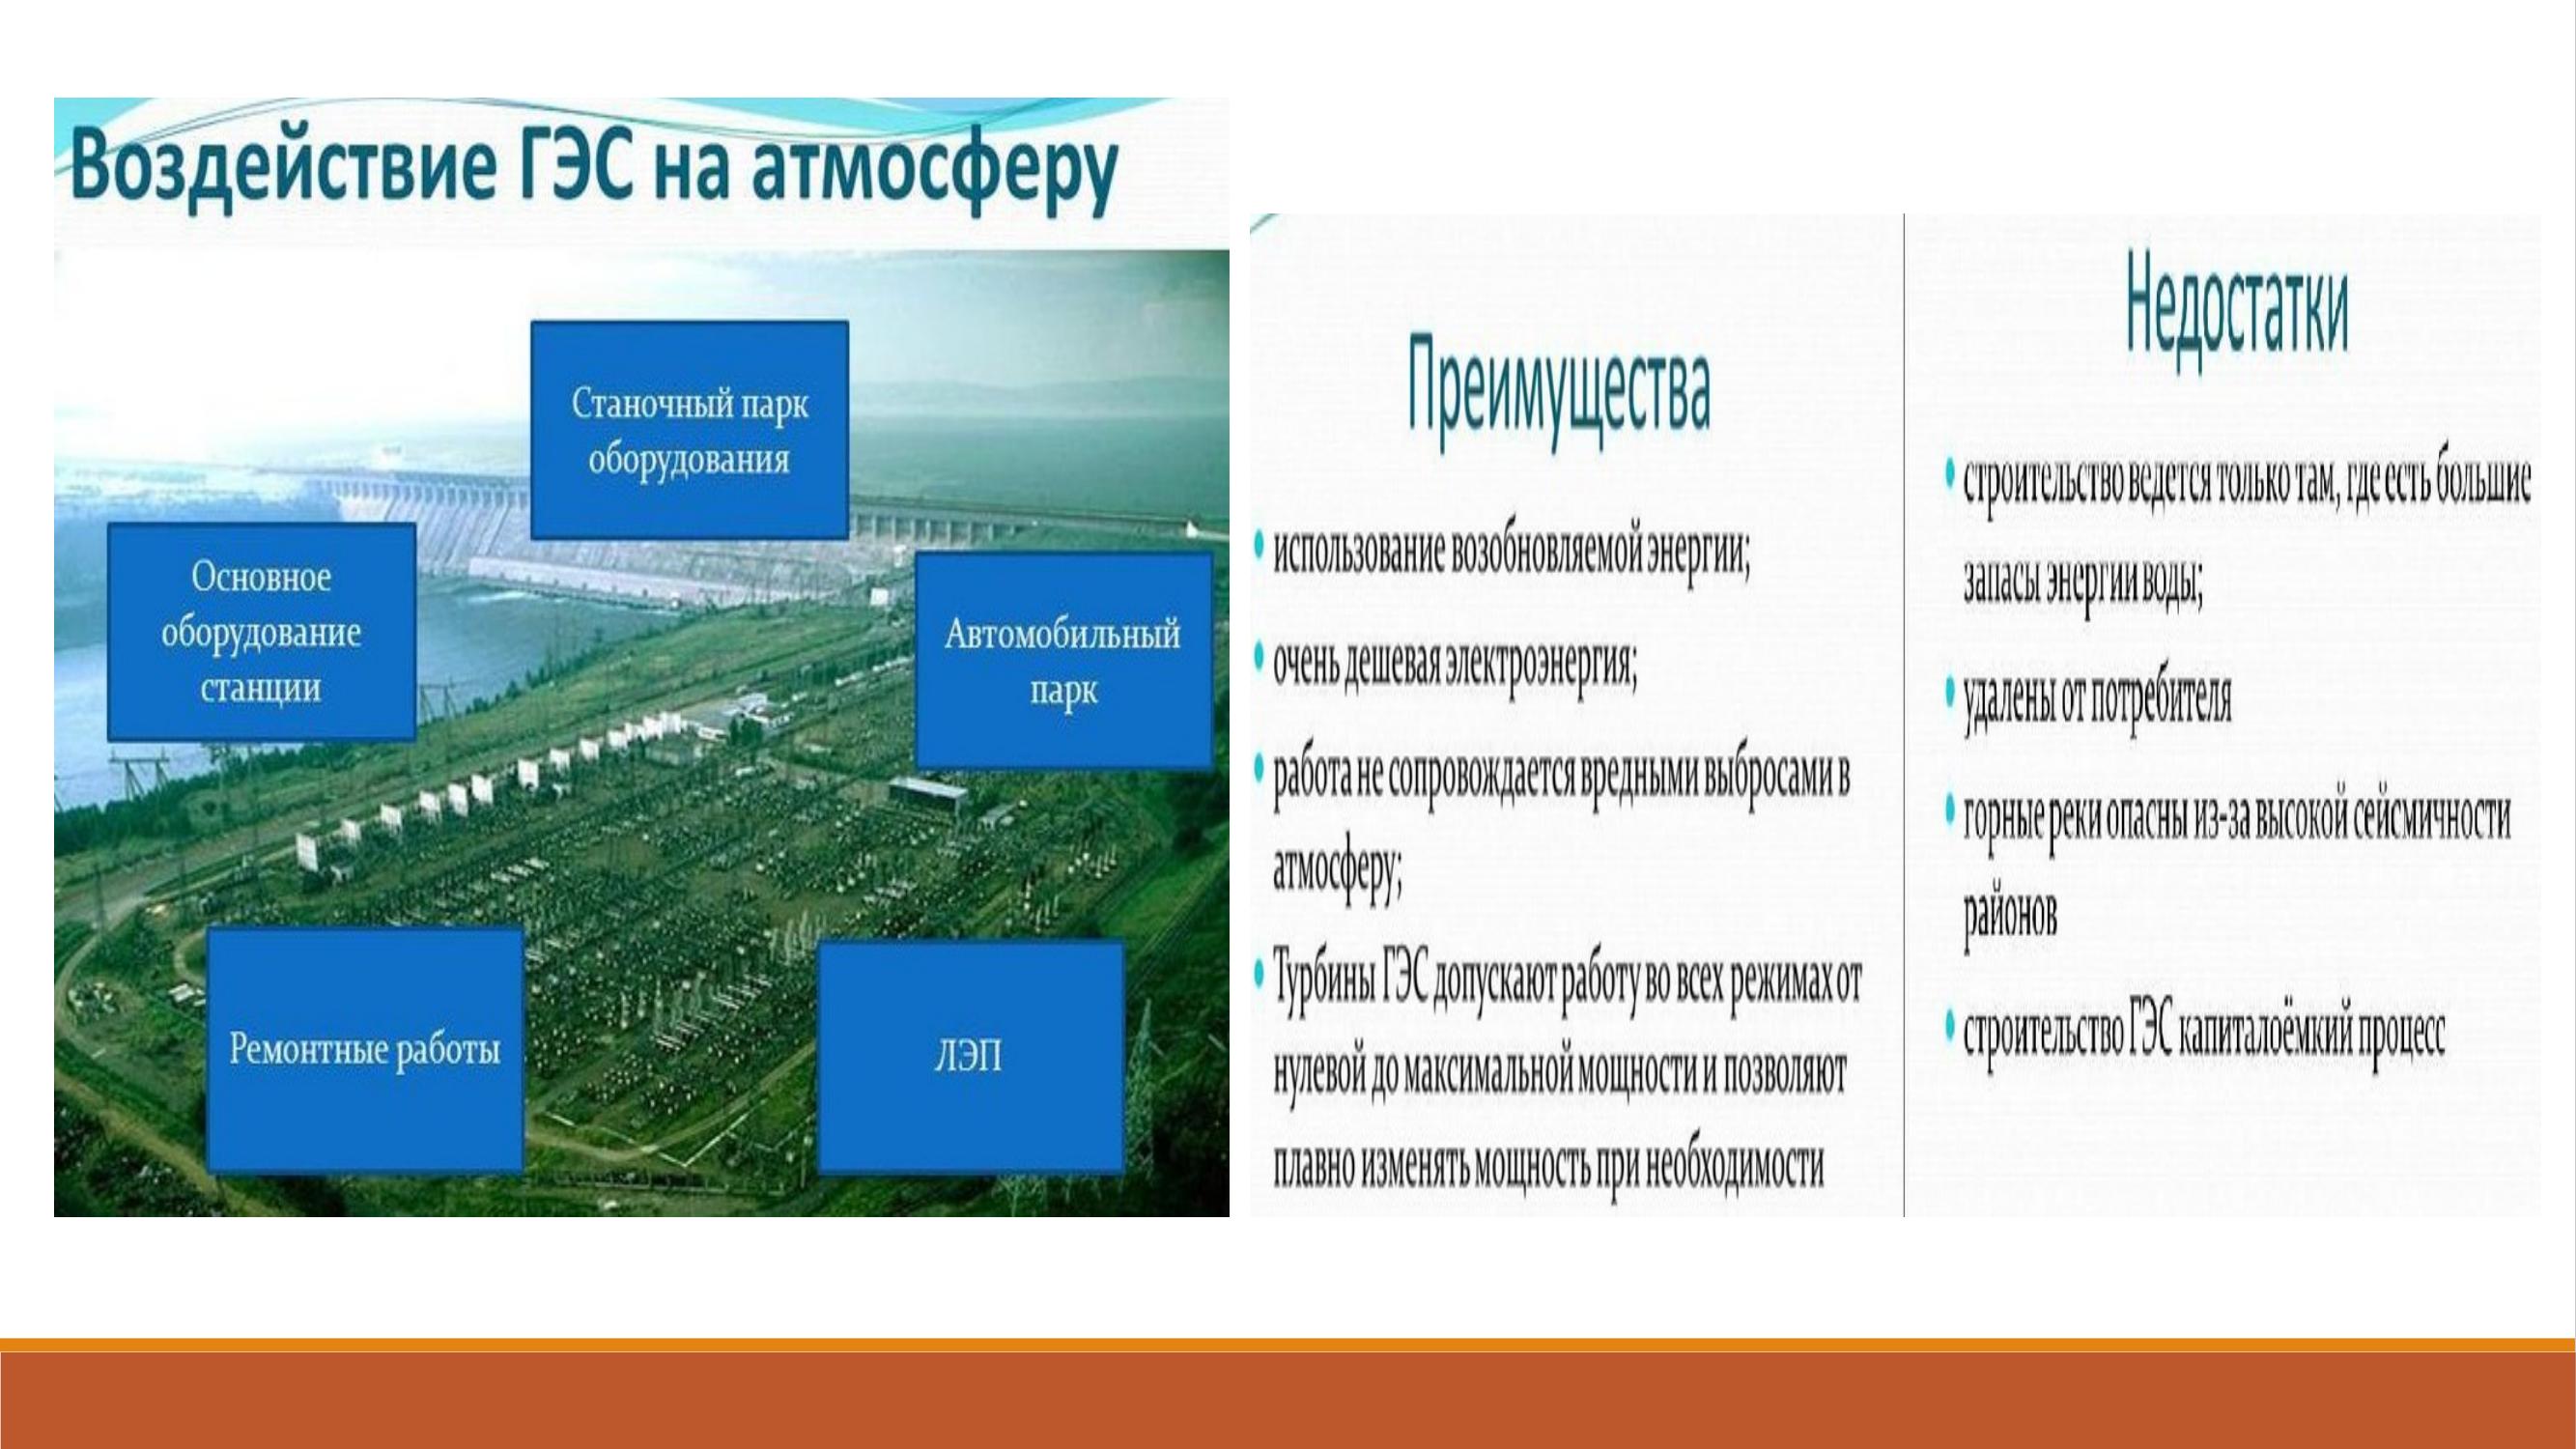 Воздействие ГЭС на атмосферу
Станочный парк
оборудования
Основное
оборудование
станции
Автомобильный
парк
Ремонтные работы
ЛЭП
Преимущества
использование возобновляемой энергии;
очень дешевая электроэнергия;
работа не сопровождается вредными выбросами в
атмосферу;
Турбины ГЭС допускают работу во всех режимах от
нулевой до максимальной мощности и позволяют
плавно изменять мощность при необходимости
Недостатки
строительство ведется только там, где есть большие
запасы энергии воды;
удалены от потребителя
горные реки опасны из-за высокой сейсмичности
районов
строительство ГЭС капиталоёмкий процесс